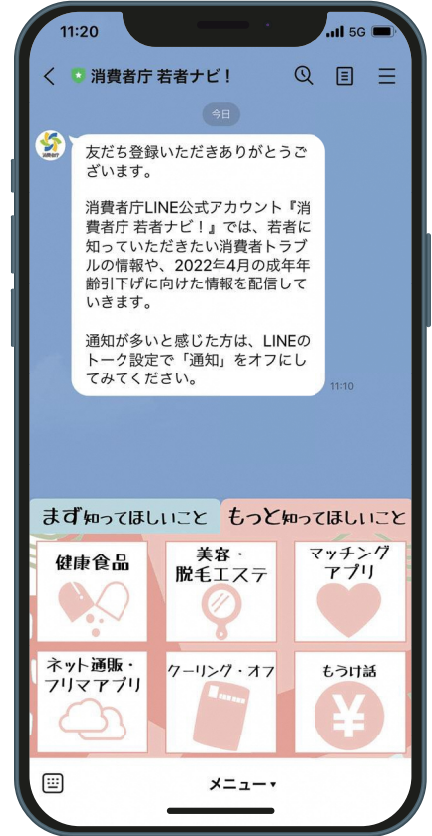 11:20
5G
消費者庁 若者ナビ！
今日
友だち登録いただきありがとうご
ざいます。
消費者庁LINE公式アカウント『消
費者庁 若者ナビ！』では、若者に
知っていただきたい消費者トラブ
ルの情報や、2022年4月の成年年
齢引下げに向けた情報を配信して
いきます。
通知が多いと感じた方は、LINEの
トーク設定で「通知」をオフにし
てみてください。
11:10
まず知ってほしいこと
もっと知ってほしいこと
健康食品
美容・
脱毛エステ
マッチング
アプリ
ネット通販・
フリマアプリ
クーリング・オフ
もうけ話
¥
メニュー▾